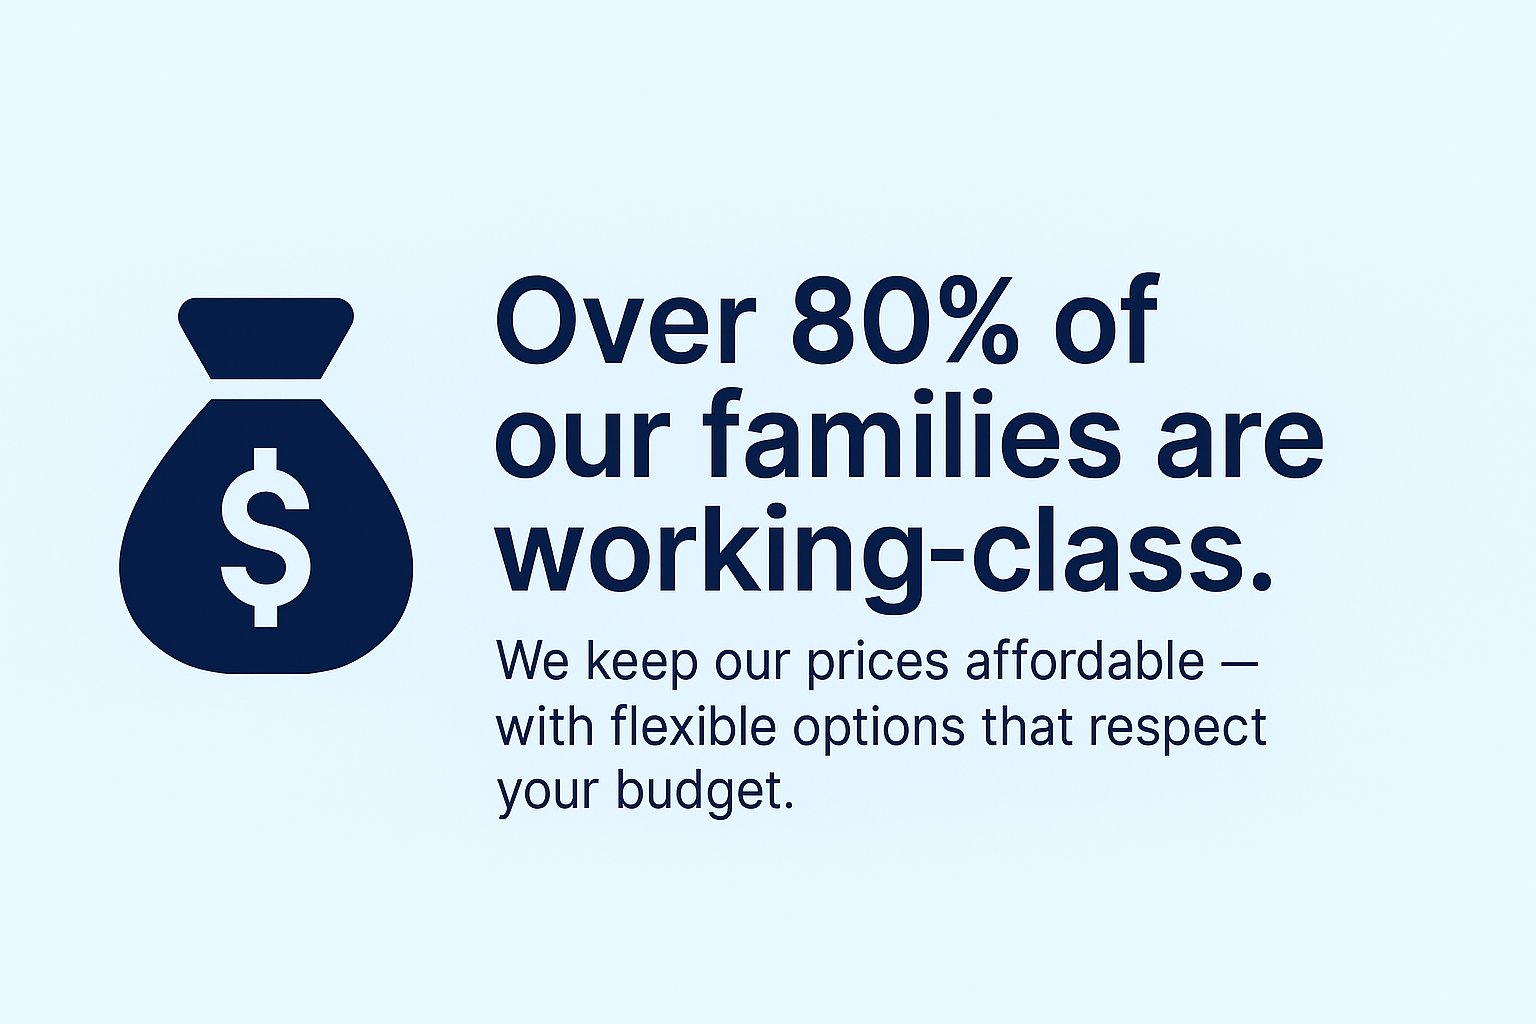 $
Over 80% of
our families are
working-class.
We keep our prices affordable —
with flexible options that respect
your budget.